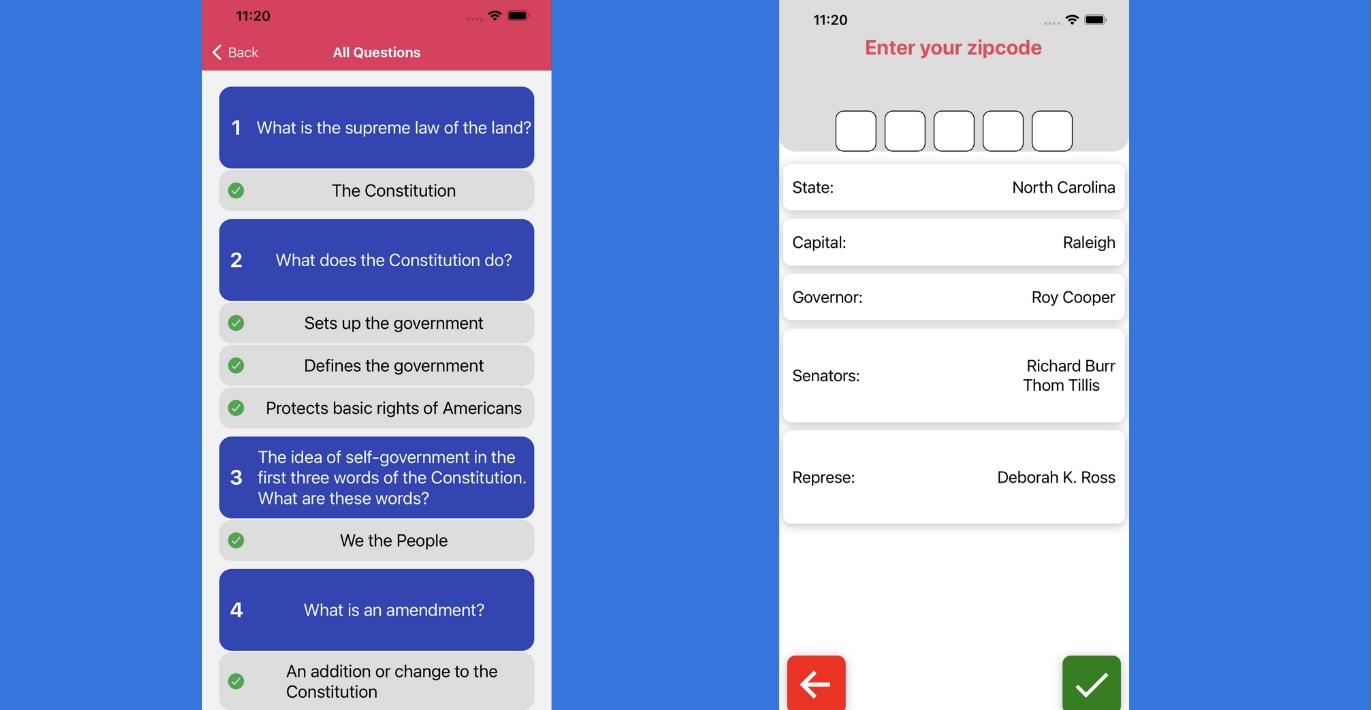 11:20
Back
All Questions
1
What is the supreme law of the land?
The Constitution
2
What does the Constitution do?
Sets up the government
Defines the government
Protects basic rights of Americans
3
The idea of self-government in the
first three words of the Constitution.
What are these words?
We the People
4
What is an amendment?
An addition or change to the
Constitution
11:20
Enter your zipcode
State: North Carolina
Capital: Raleigh
Governor: Roy Cooper
Senators: Richard Burr
Thom Tillis
Represe: Deborah K. Ross